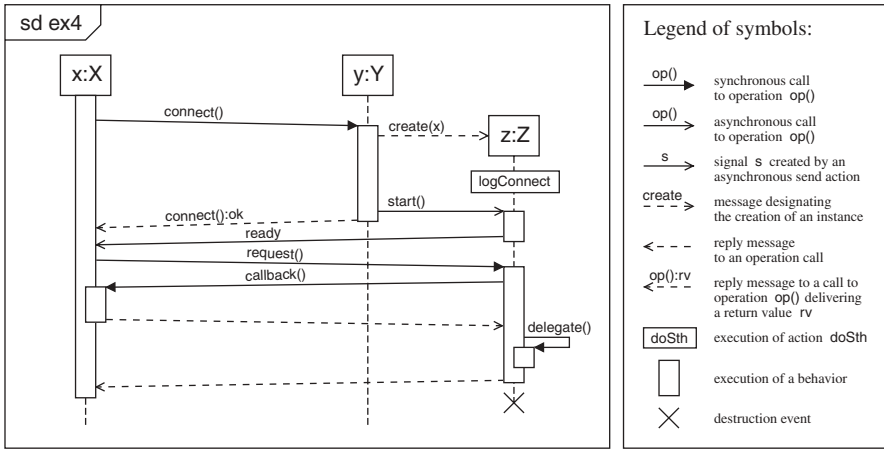 sd ex4
x:X
y:Y
connect()
create(x)
z:Z
logConnect
start()
connect():ok
ready
request()
callback()
delegate()
Legend of symbols:
op()
synchronous call
to operation op()
op()
asynchronous call
to operation op()
s
signal s created by an
asynchronous send action
create
message designating
the creation of an instance
reply message
to an operation call
op():rv
reply message to a call to
operation op() delivering
a return value rv
doSth
execution of action doSth
execution of a behavior
destruction event